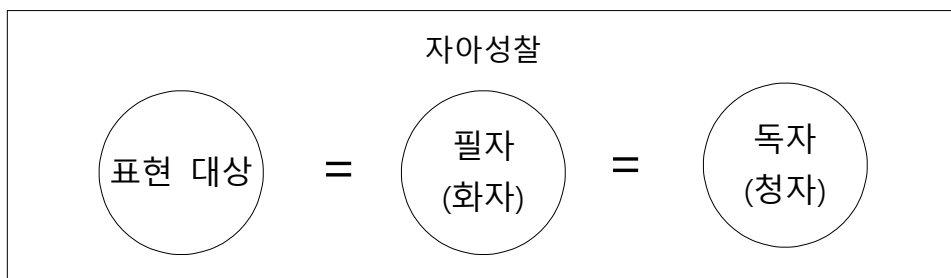 자아성찰
표현 대상 = 필자 (화자) = 독자 (청자)